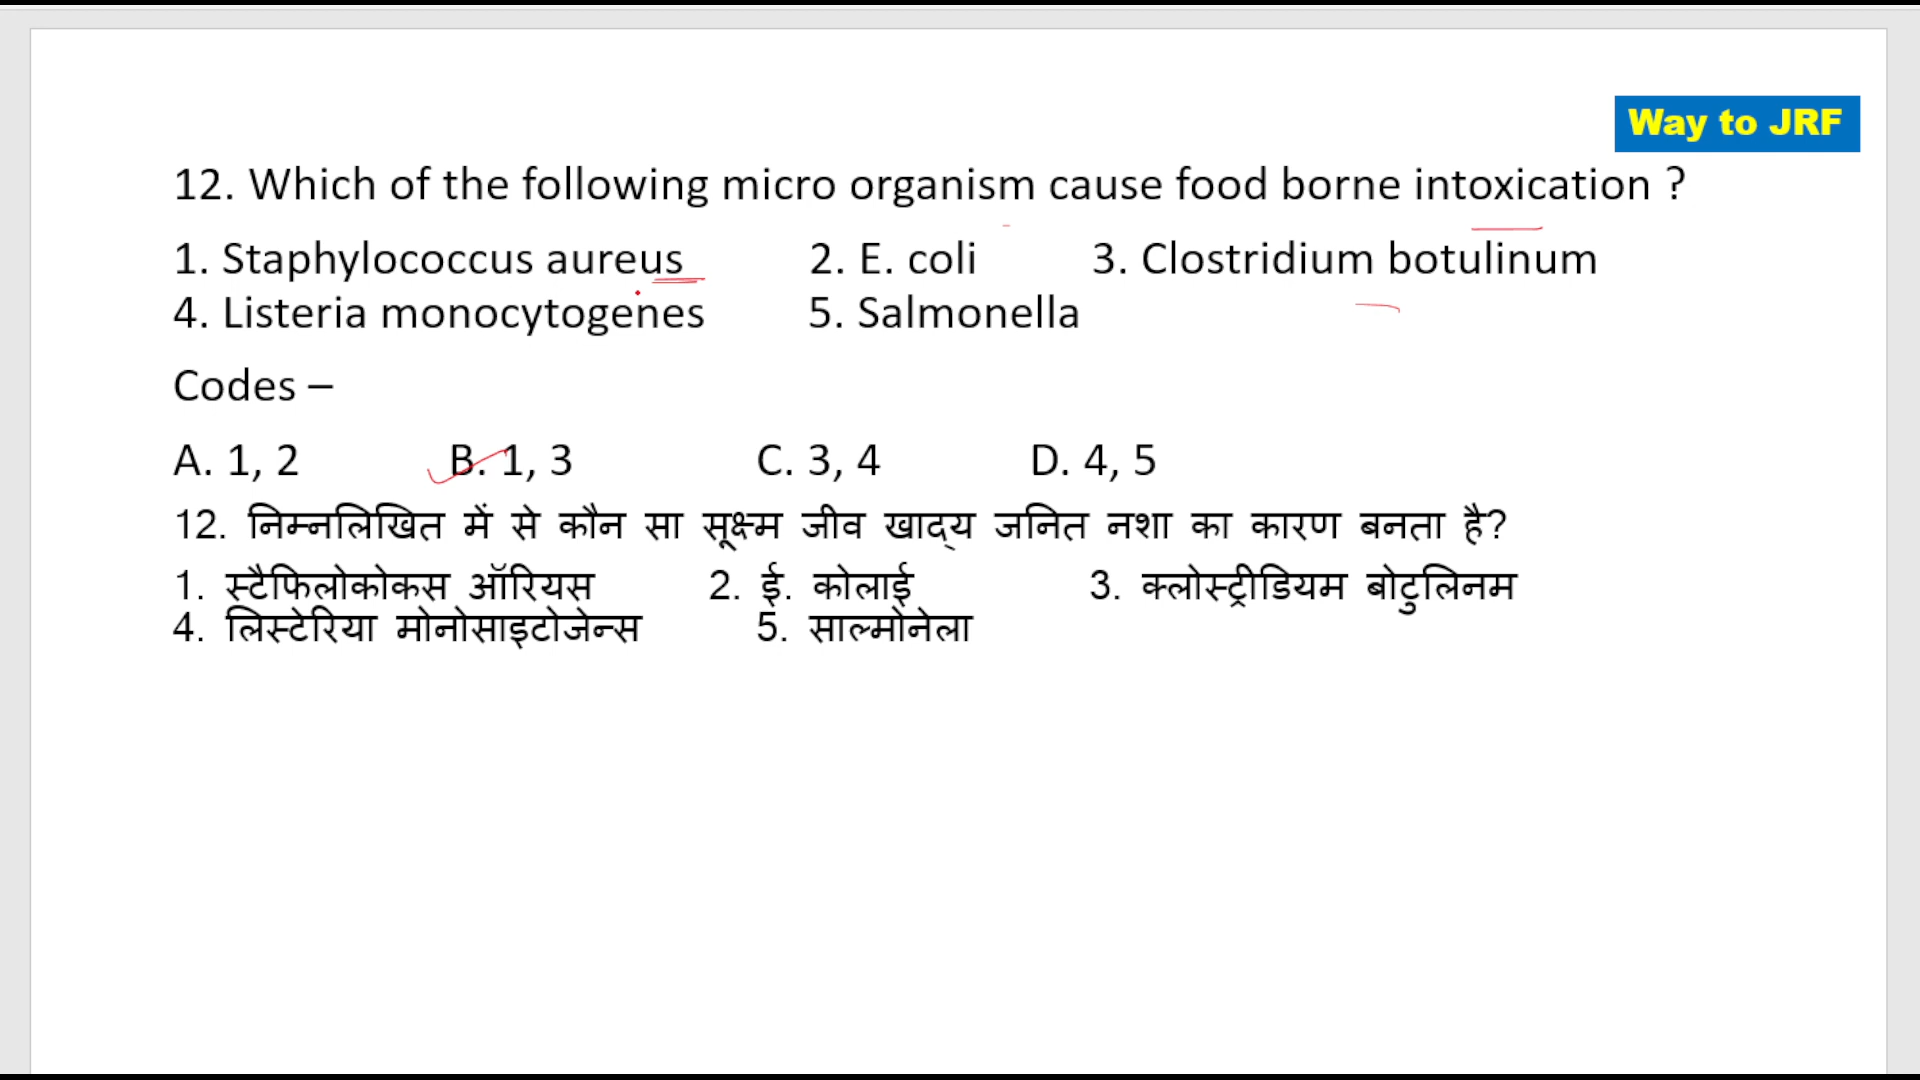 Way to JRF
12. Which of the following micro organism cause food borne intoxication ?
1. Staphylococcus aureus 2. E. coli 3. Clostridium botulinum
4. Listeria monocytogenes 5. Salmonella
Codes –
A. 1, 2 B. 1, 3 C. 3, 4 D. 4, 5
12. निम्नलिखित में से कौन सा सूक्ष्म जीव खाद्य जनित नशा का कारण बनता है?
1. स्टैफिलोकोकस ऑरियस 2. ई. कोलाई 3. क्लोस्ट्रीडियम बोटुलिनम
4. लिस्टेरिया मोनोसाइटोजेन्स 5. साल्मोनेला